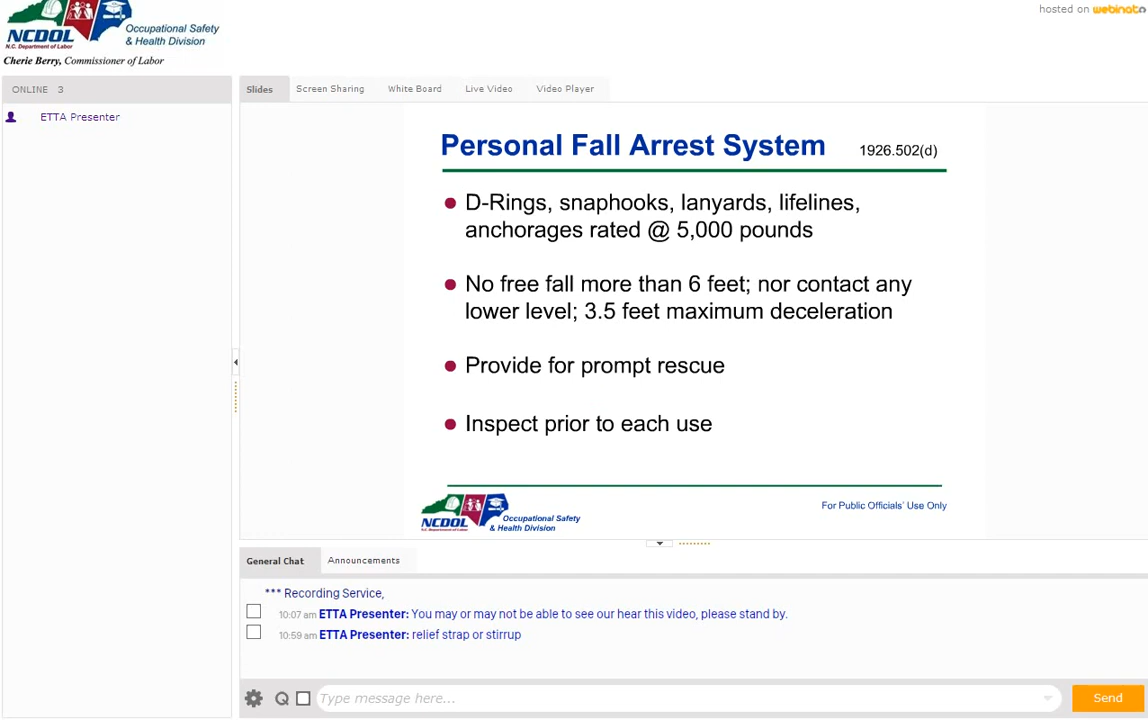 hosted on webinato
NCDOL
N.C. Department of Labor
Occupational Safety
& Health Division
Cherie Berry, Commissioner of Labor
ONLINE 3
ETTA Presenter
Slides Screen Sharing White Board Live Video Video Player
Personal Fall Arrest System 1926.502(d)
D-Rings, snaphooks, lanyards, lifelines,
anchorages rated @ 5,000 pounds
No free fall more than 6 feet; nor contact any
lower level; 3.5 feet maximum deceleration
Provide for prompt rescue
Inspect prior to each use
NCDOL
N.C. Department of Labor
Occupational Safety
& Health Division
For Public Officials' Use Only
General Chat Announcements
*** Recording Service,
10:07 am ETTA Presenter: You may or may not be able to see our hear this video, please stand by.
10:59 am ETTA Presenter: relief strap or stirrup
Q Type message here... Send